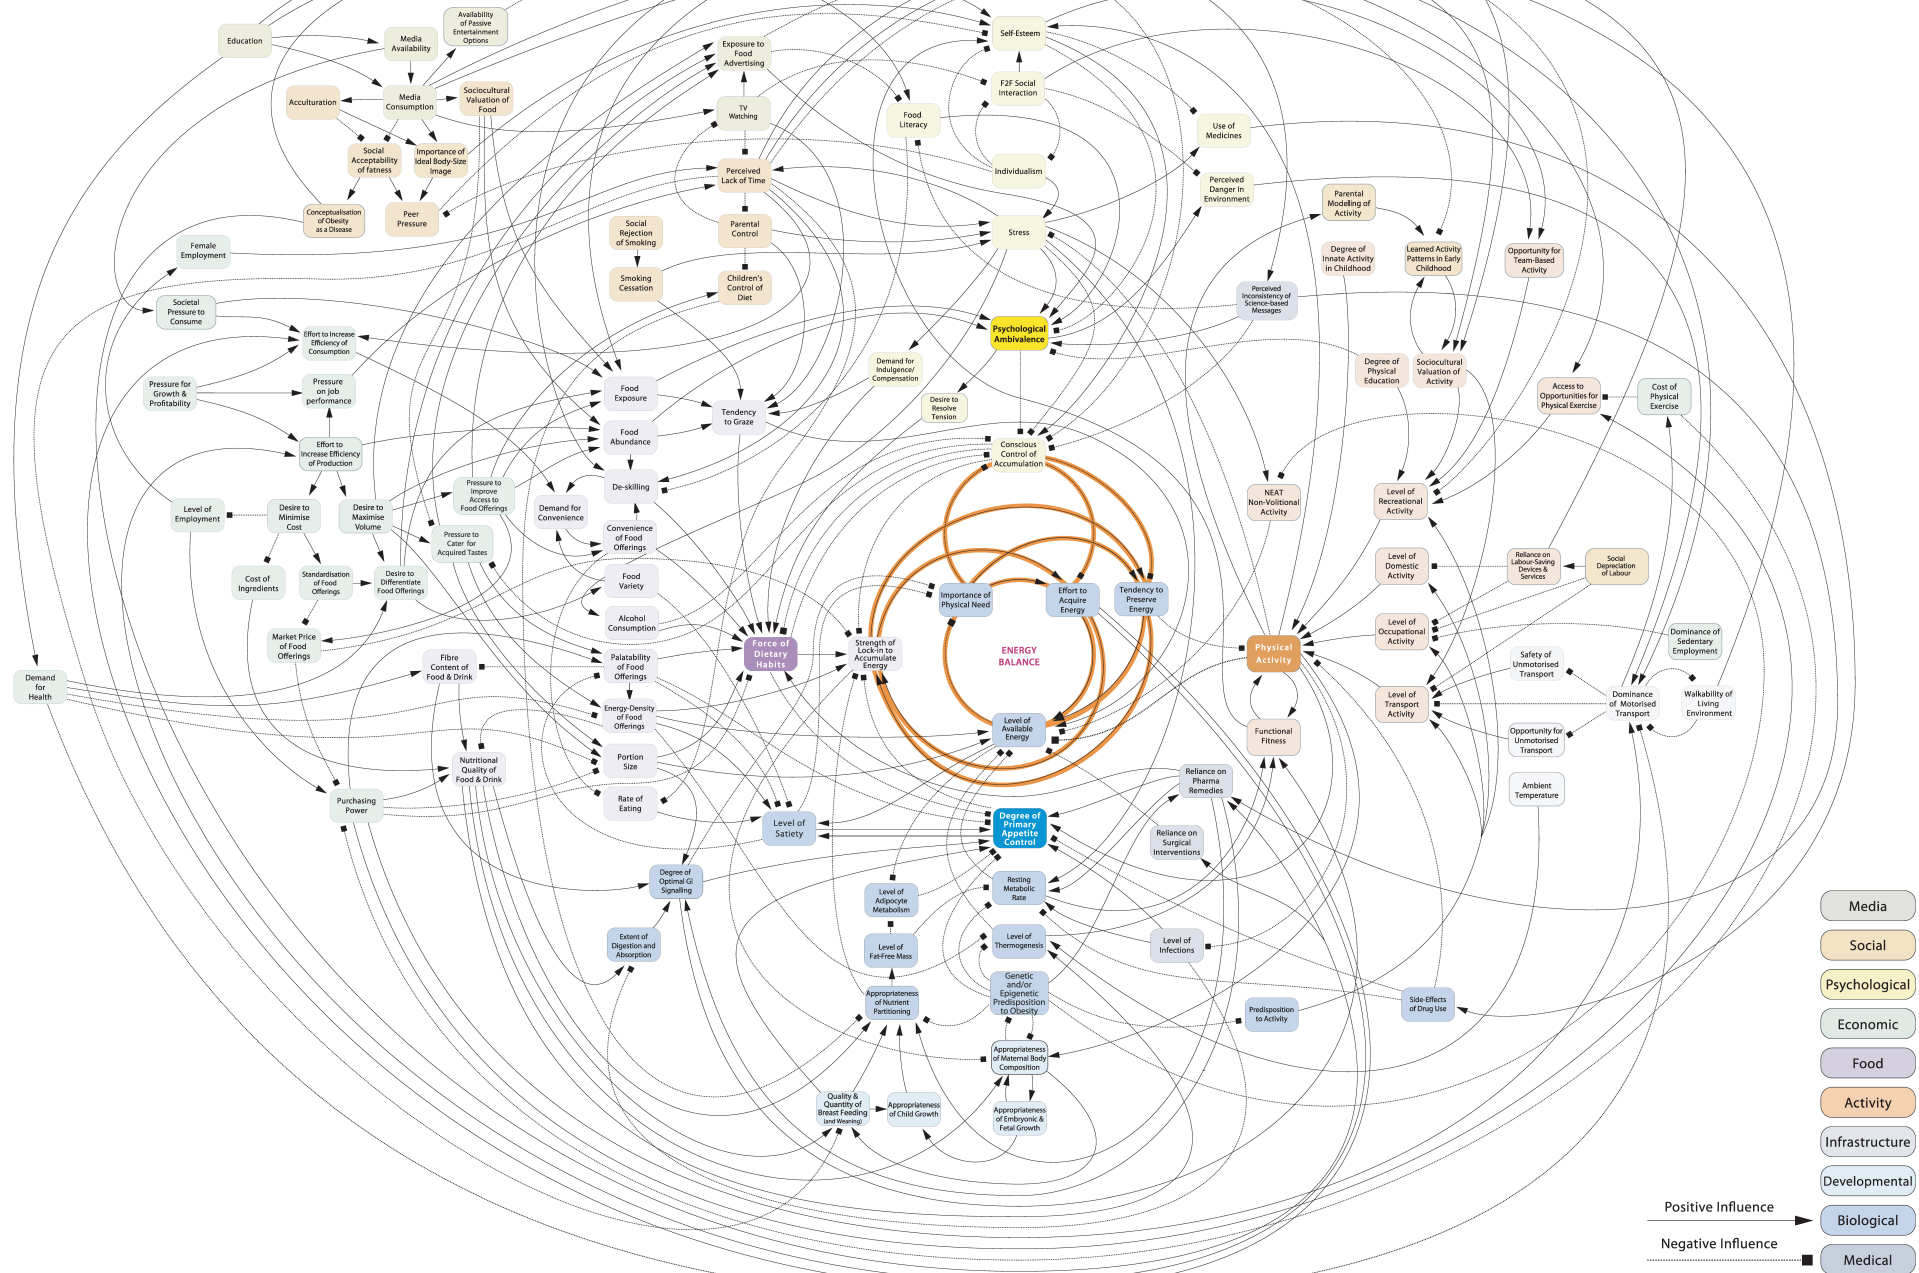 Education
Media
Availability
Availability
of Passive
Entertainment
Options
Acculturation
Media
Consumption
Sociocultural
Valuation of
Food
Social
Acceptability
of fatness
Importance of
Ideal Body-Size
Image
Conceptualisation
of Obesity
as a Disease
Peer
Pressure
Exposure to
Food
Advertising
TV
Watching
Perceived
Lack of Time
Parental
Control
Children's
Control of
Diet
Social
Rejection
of Smoking
Smoking
Cessation
Self-Esteem
F2F Social
Interaction
Food
Literacy
Individualism
Stress
Use of
Medicines
Perceived
Danger In
Environment
Perceived
Inconsistency of
Science-based
Messages
Parental
Modelling of
Activity
Degree of
Innate Activity
in Childhood
Learned Activity
Patterns in Early
Childhood
Opportunity for
Team-Based
Activity
Female
Employment
Societal
Pressure to
Consume
Effort to Increase
Efficiency of
Consumption
Pressure for
Growth &
Profitability
Pressure
on job
performance
Effort to
Increase Efficiency
of Production
Level of
Employment
Desire to
Minimise
Cost
Desire to
Maximise
Volume
Pressure to
Improve
Access to
Food Offerings
Pressure to
Cater for
Acquired Tastes
Cost of
Ingredients
Standardisation
of Food
Offerings
Desire to
Differentiate
Food Offerings
Market Price
of Food
Offerings
Demand
for
Health
Purchasing
Power
Food
Exposure
Food
Abundance
De-skilling
Demand for
Convenience
Convenience
of Food
Offerings
Food
Variety
Alcohol
Consumption
Fibre
Content of
Food & Drink
Palatability
of Food
Offerings
Energy-Density
of Food
Offerings
Nutritional
Quality of
Food & Drink
Portion
Size
Rate of
Eating
Tendency
to Graze
Demand for
Indulgence/
Compensation
Desire to
Resolve
Tension
Psychological
Ambivalence
Conscious
Control of
Accumulation
Importance of
Physical Need
Effort to
Acquire
Energy
Tendency to
Preserve
Energy
Force of
Dietary
Habits
Strength of
Lock-in to
Accumulate
Energy
ENERGY
BALANCE
Level of
Available
Energy
Level of
Satiety
Degree of
Primary
Appetite
Control
Degree of
Optimal GI
Signalling
Extent of
Digestion and
Absorption
Level of
Adipocyte
Metabolism
Level of
Fat-Free Mass
Appropriateness
of Nutrient
Partitioning
Resting
Metabolic
Rate
Level of
Thermogenesis
Genetic
and/or
Epigenetic
Predisposition
to Obesity
Appropriateness
of Maternal Body
Composition
Appropriateness
of Embryonic &
Fetal Growth
Quality &
Quantity of
Breast Feeding
(and Weaning)
Appropriateness
of Child Growth
Reliance on
Pharma
Remedies
Reliance on
Surgical
Interventions
Level of
Infections
Predisposition
to Activity
Side-Effects
of Drug Use
Physical
Activity
Functional
Fitness
NEAT
Non-Volitional
Activity
Degree of
Physical
Education
Sociocultural
Valuation of
Activity
Access to
Opportunities for
Physical Exercise
Cost of
Physical
Exercise
Level of
Recreational
Activity
Level of
Domestic
Activity
Level of
Occupational
Activity
Level of
Transport
Activity
Reliance on
Labour-Saving
Devices &
Services
Social
Depreciation
of Labour
Dominance of
Sedentary
Employment
Safety of
Unmotorised
Transport
Dominance
of Motorised
Transport
Walkability of
Living
Environment
Opportunity for
Unmotorised
Transport
Ambient
Temperature
Media
Social
Psychological
Economic
Food
Activity
Infrastructure
Developmental
Biological
Medical
Positive Influence
Negative Influence